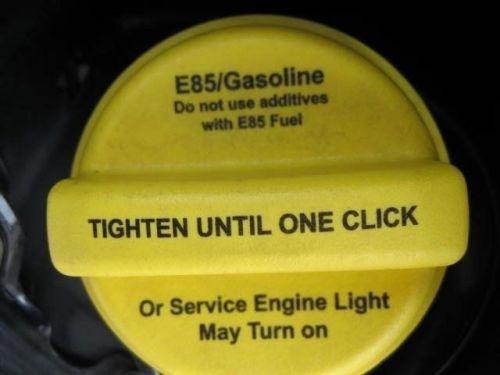 E85/Gasoline
Do not use additives
with E85 Fuel
TIGHTEN UNTIL ONE CLICK
Or Service Engine Light
May Turn on